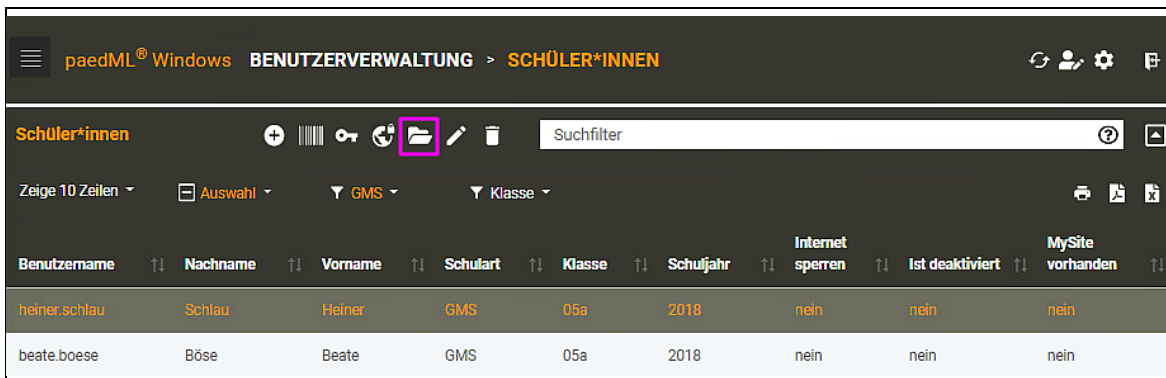 paedML® Windows BENUTZERVERWALTUNG > SCHÜLER*INNEN
Schüler*innen Suchfilter
Zeige 10 Zeilen Auswahl GMS Klasse
Benutzername Nachname Vorname Schulart Klasse Schuljahr Internet sperren Ist deaktiviert MySite vorhanden
heiner.schlau Schlau Heiner GMS 05a 2018 nein nein nein
beate.boese Böse Beate GMS 05a 2018 nein nein nein